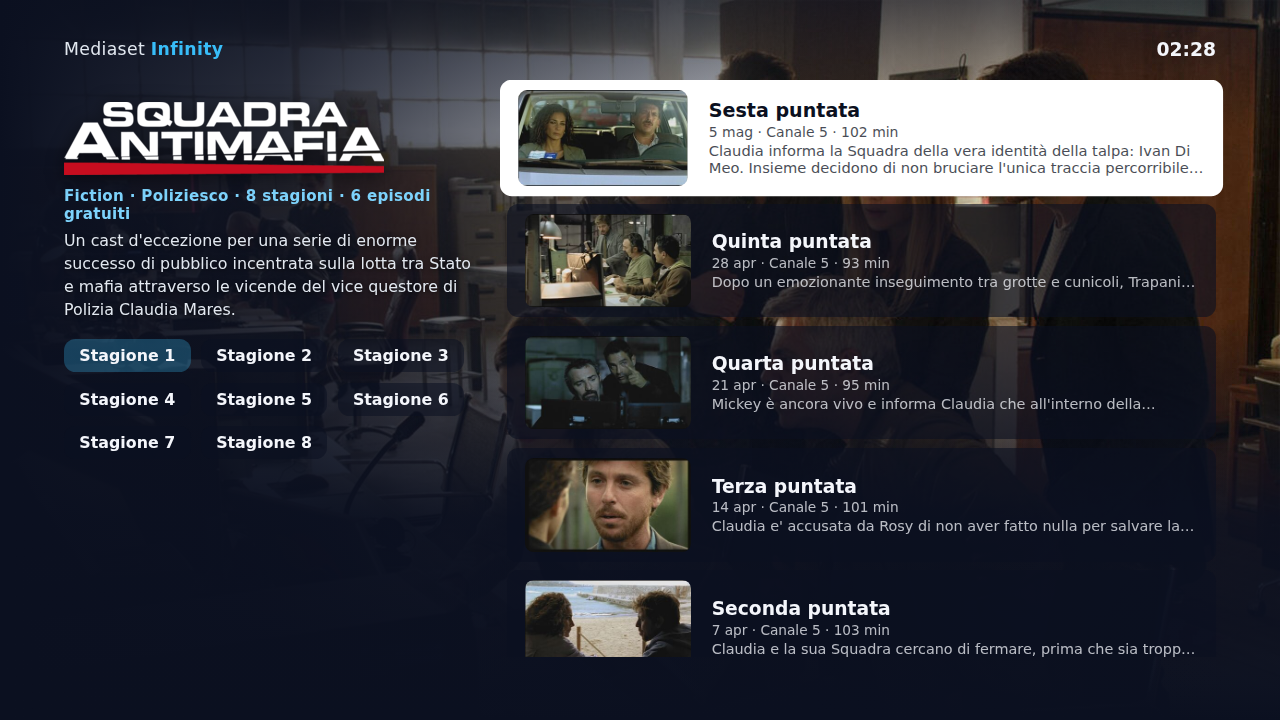 Mediaset Infinity
02:28
SQUADRA
ANTIMAFIA
Fiction · Poliziesco · 8 stagioni · 6 episodi
gratuiti
Un cast d'eccezione per una serie di enorme
successo di pubblico incentrata sulla lotta tra Stato
e mafia attraverso le vicende del vice questore di
Polizia Claudia Mares.
Stagione 1
Stagione 2
Stagione 3
Stagione 4
Stagione 5
Stagione 6
Stagione 7
Stagione 8
Sesta puntata
5 mag · Canale 5 · 102 min
Claudia informa la Squadra della vera identità della talpa: Ivan Di
Meo. Insieme decidono di non bruciare l'unica traccia percorribile…
Quinta puntata
28 apr · Canale 5 · 93 min
Dopo un emozionante inseguimento tra grotte e cunicoli, Trapani…
Quarta puntata
21 apr · Canale 5 · 95 min
Mickey è ancora vivo e informa Claudia che all'interno della…
Terza puntata
14 apr · Canale 5 · 101 min
Claudia e' accusata da Rosy di non aver fatto nulla per salvare la…
Seconda puntata
7 apr · Canale 5 · 103 min
Claudia e la sua Squadra cercano di fermare, prima che sia tropp…